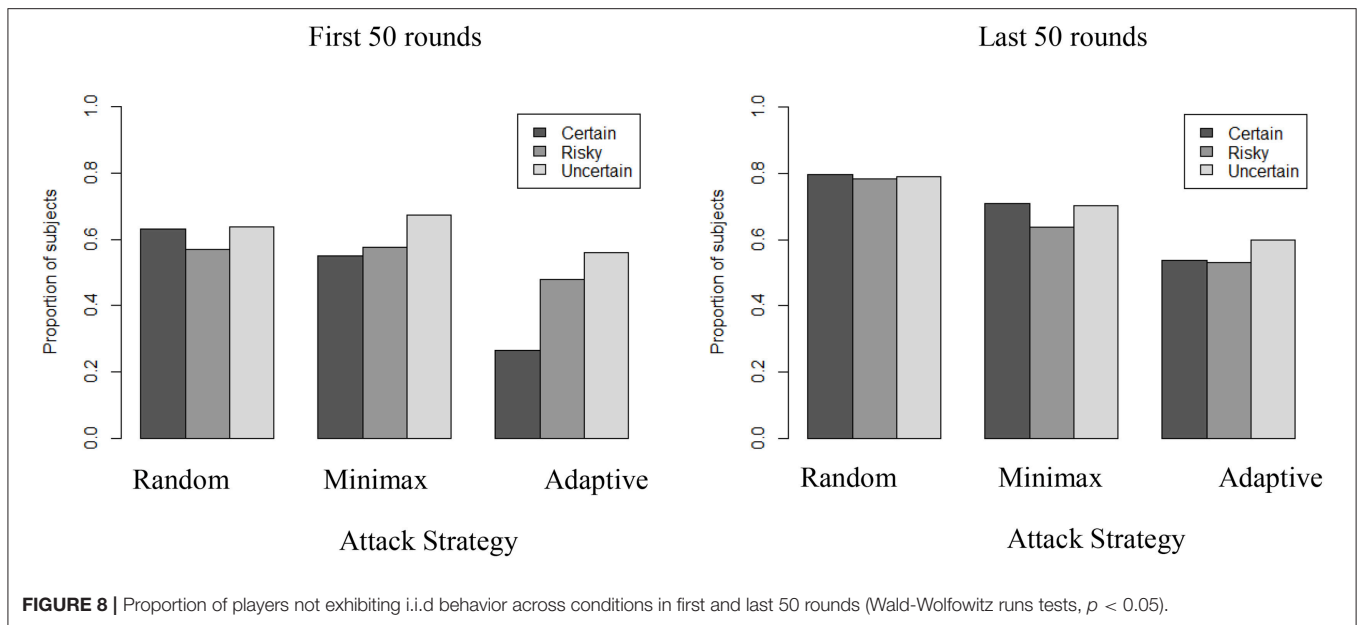 First 50 rounds
Proportion of subjects
1.0
0.8
0.6
0.4
0.2
0.0
Certain
Risky
Uncertain
Random Minimax Adaptive
Attack Strategy
Last 50 rounds
Proportion of subjects
1.0
0.8
0.6
0.4
0.2
0.0
Certain
Risky
Uncertain
Random Minimax Adaptive
Attack Strategy
FIGURE 8 | Proportion of players not exhibiting i.i.d behavior across conditions in first and last 50 rounds (Wald-Wolfowitz runs tests, p < 0.05).